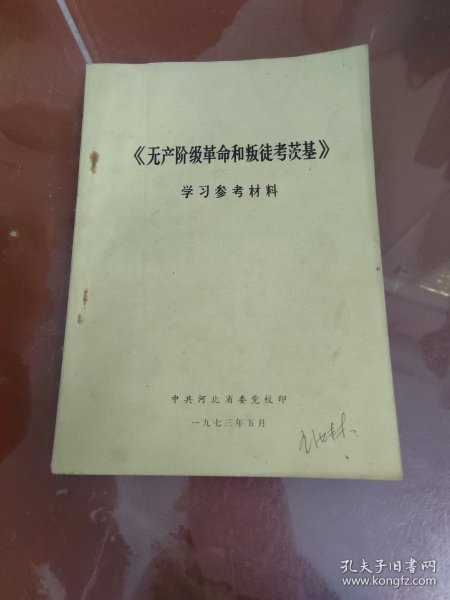 《无产阶级革命和叛徒考茨基》
学习参考材料
中共河北省委党校印
一九七三年五月
孔夫子旧书网
www.kongfz.com